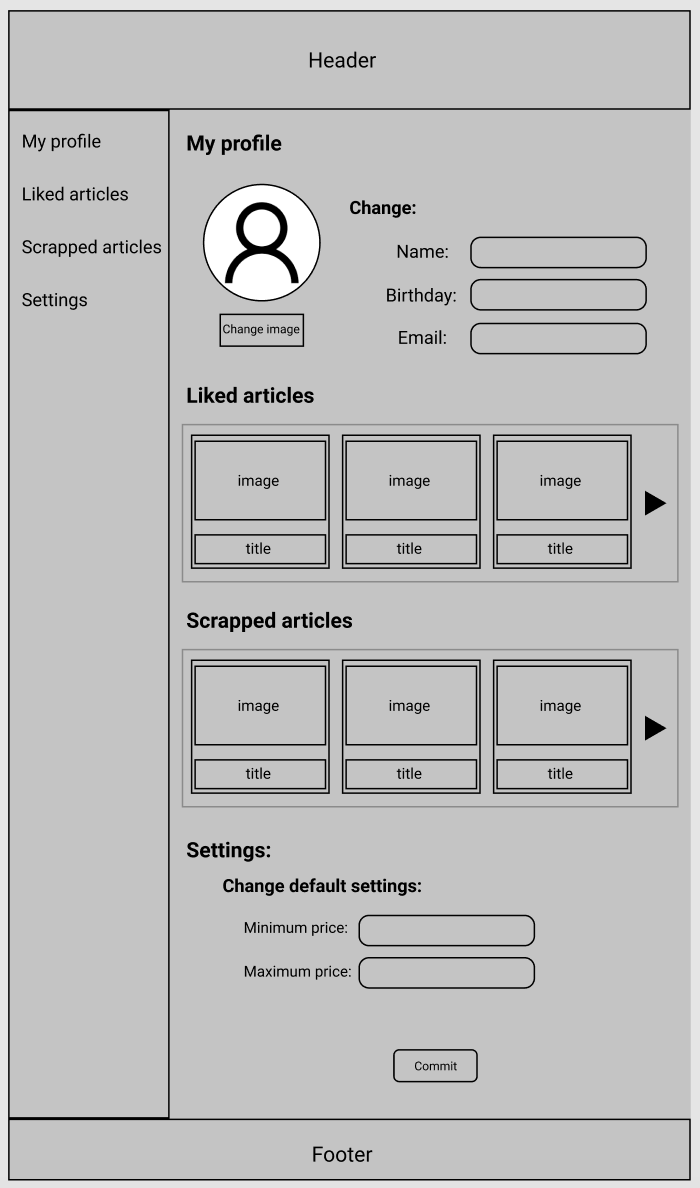 Header
My profile
Liked articles
Scrapped articles
Settings
My profile
Change image
Change:
Name:
Birthday:
Email:
Liked articles
image image image
title title title
Scrapped articles
image image image
title title title
Settings:
Change default settings:
Minimum price:
Maximum price:
Commit
Footer